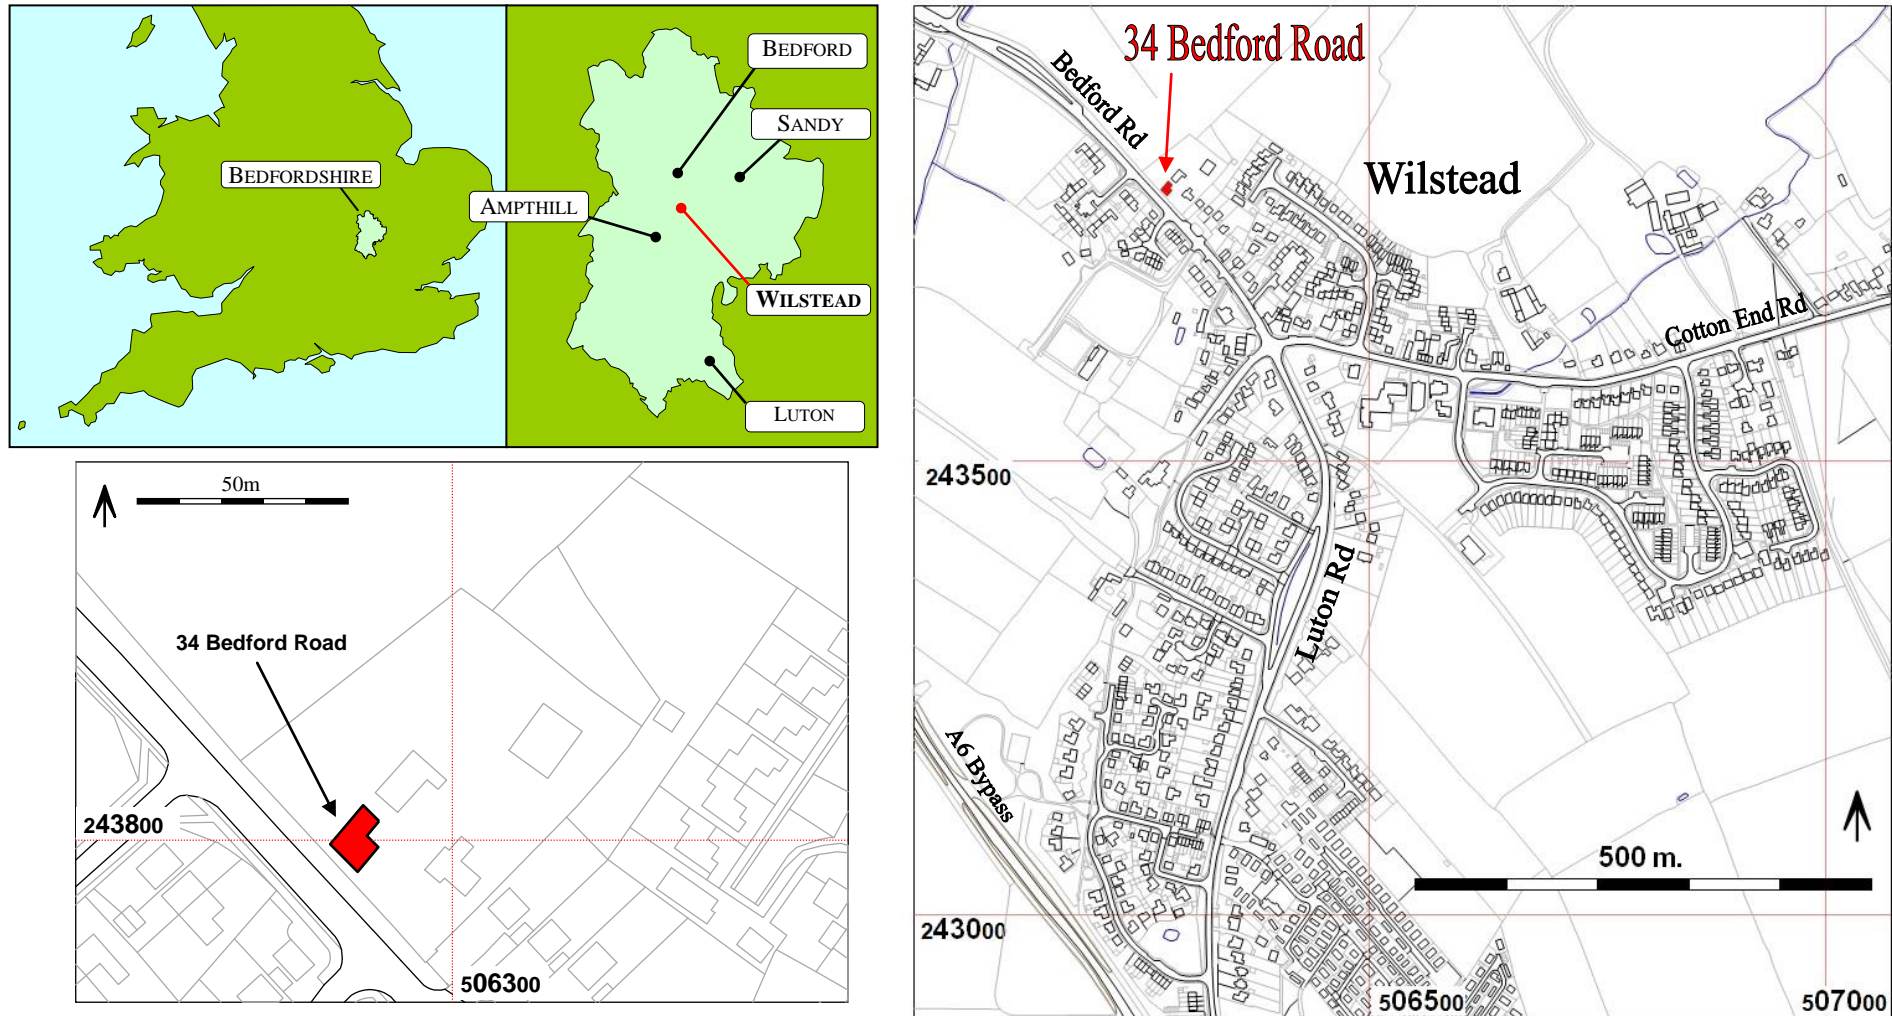 BEDFORD
SANDY
BEDFORDSHIRE
AMPTHILL
WILSTEAD
LUTON
50m
34 Bedford Road
243800
506300
34 Bedford Road
Bedford Rd
Wilstead
Cotton End Rd
243500
Luton Rd
A6 Bypass
500 m.
243000
506500
507000